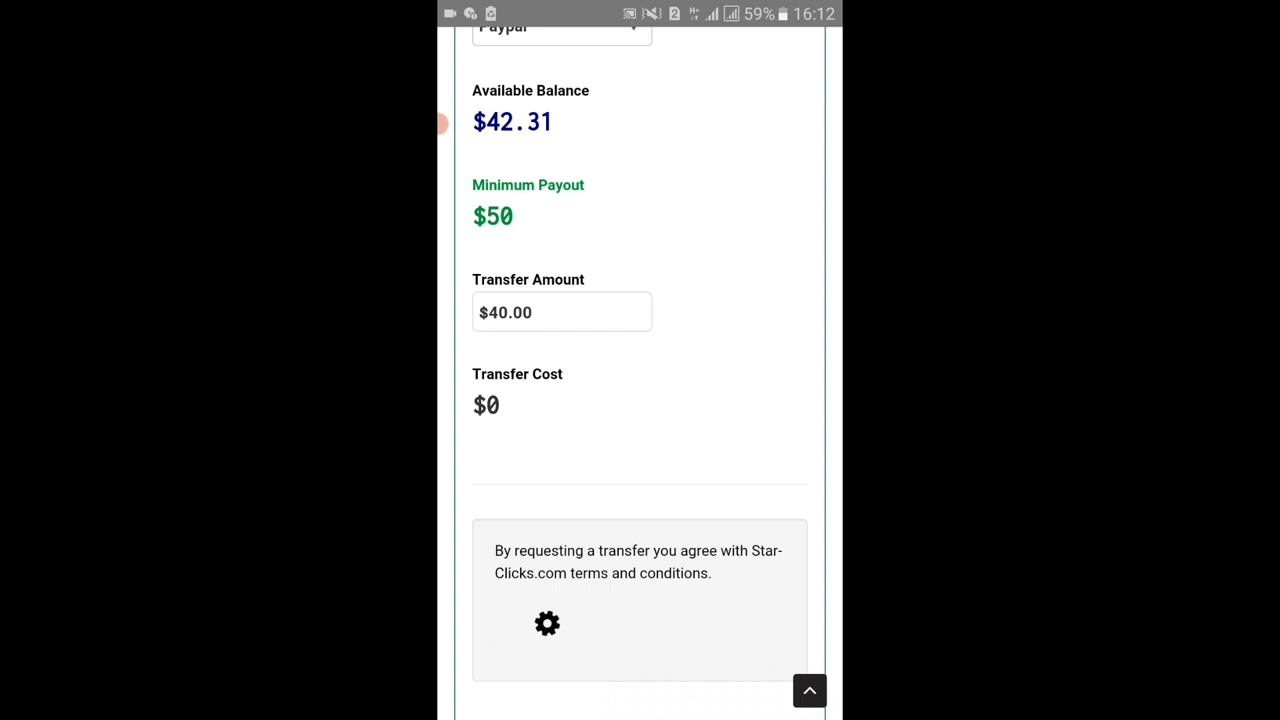 59% 16:12
Paypal
Available Balance
$42.31
Minimum Payout
$50
Transfer Amount
$40.00
Transfer Cost
$0
By requesting a transfer you agree with Star-
Clicks.com terms and conditions.